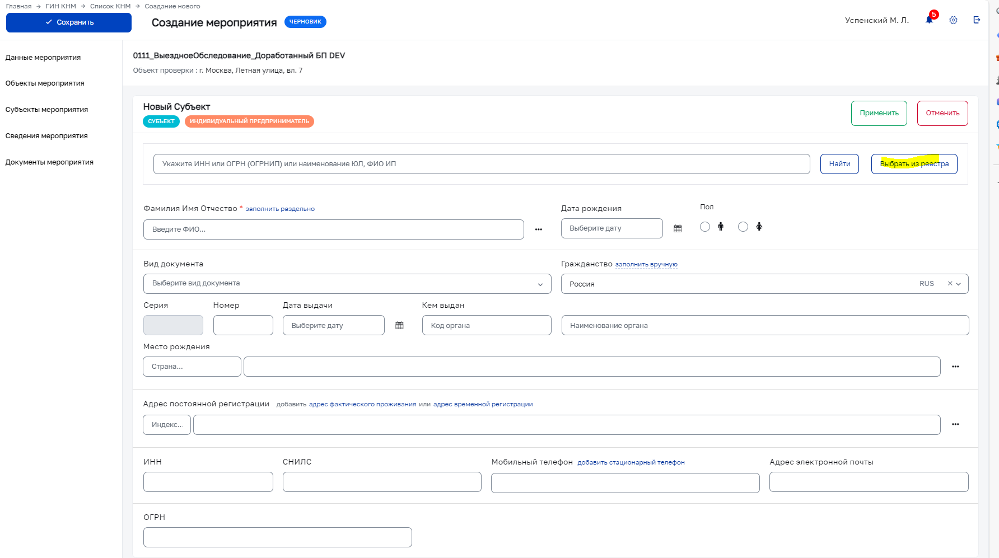 Главная → ГИН КНМ → Список КНМ → Создание нового
Сохранить
Создание мероприятия ЧЕРНОВИК
Успенский М. Л.
5
Данные мероприятия
Объекты мероприятия
Субъекты мероприятия
Сведения мероприятия
Документы мероприятия
0111_ВыездноеОбследование_Доработанный БП DEV
Объект проверки : г. Москва, Летная улица, вл. 7
Новый Субъект
СУБЪЕКТ ИНДИВИДУАЛЬНЫЙ ПРЕДПРИНИМАТЕЛЬ
Применить Отменить
Укажите ИНН или ОГРН (ОГРНИП) или наименование ЮЛ, ФИО ИП Найти Выбрать из реестра
Фамилия Имя Отчество * заполнить раздельно Дата рождения Пол
Введите ФИО... ••• Выберите дату
Вид документа Гражданство заполнить вручную
Выберите вид документа Россия RUS ×
Серия Номер Дата выдачи Кем выдан
Выберите дату Код органа Наименование органа
Место рождения
Страна... •••
Адрес постоянной регистрации добавить адрес фактического проживания или адрес временной регистрации
Индекс... •••
ИНН СНИЛС Мобильный телефон добавить стационарный телефон Адрес электронной почты
ОГРН